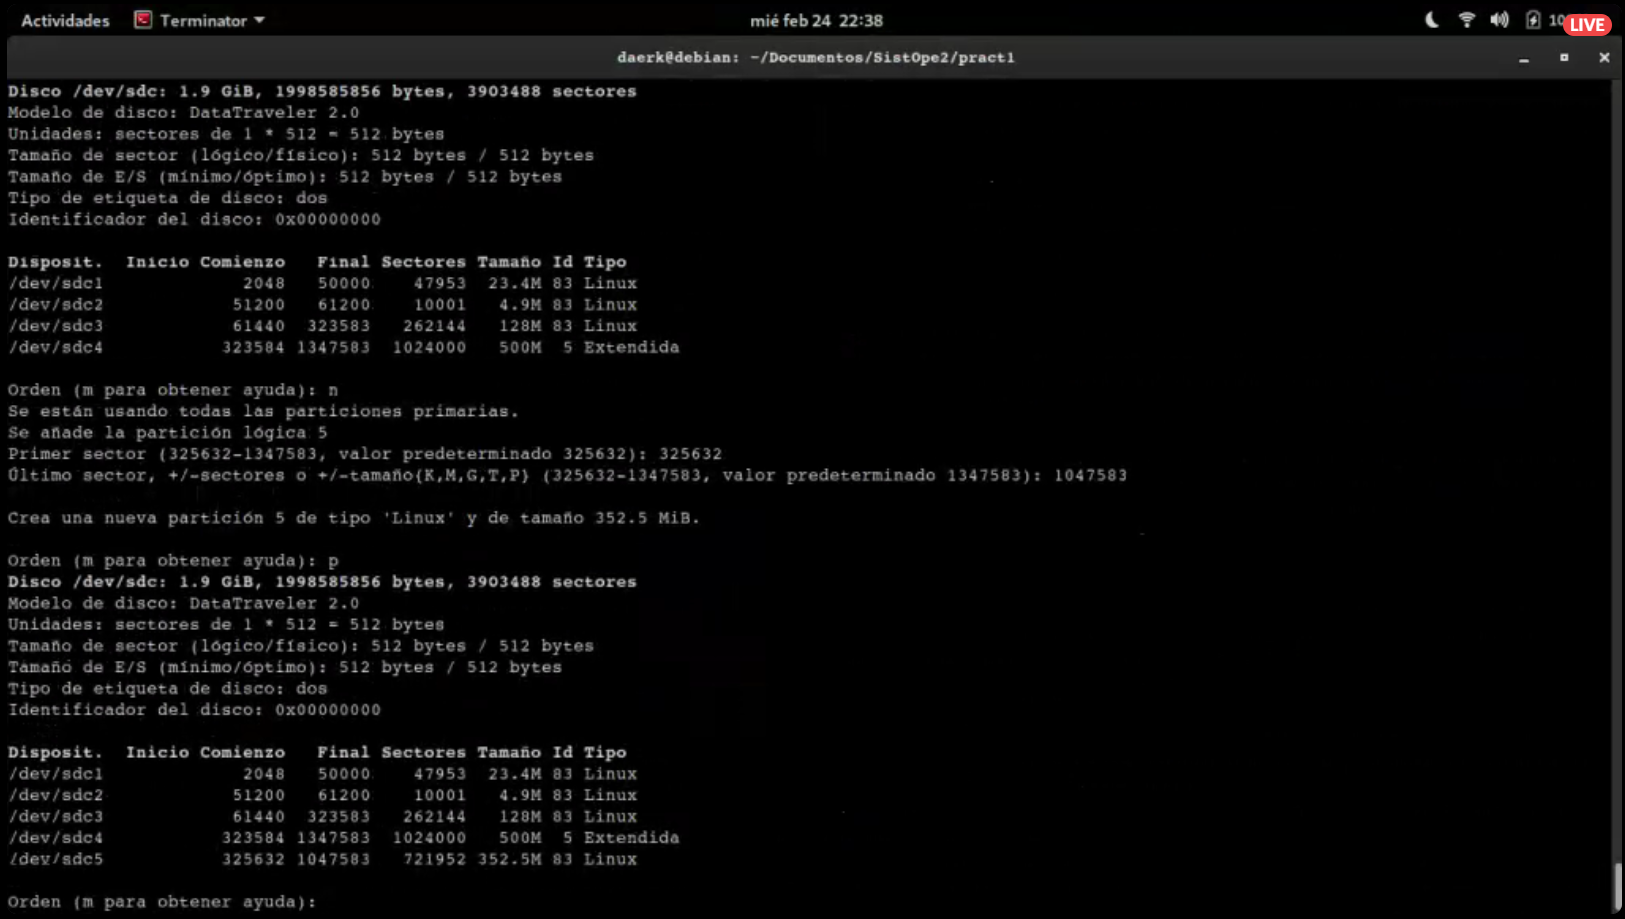 Actividades Terminator mié feb 24 22:38 LIVE
daerk@debian: ~/Documentos/SistOpe2/pract1
Disco /dev/sdc: 1.9 GiB, 1998585856 bytes, 3903488 sectores
Modelo de disco: DataTraveler 2.0
Unidades: sectores de 1 * 512 = 512 bytes
Tamaño de sector (lógico/físico): 512 bytes / 512 bytes
Tamaño de E/S (mínimo/óptimo): 512 bytes / 512 bytes
Tipo de etiqueta de disco: dos
Identificador del disco: 0x00000000
Disposit. Inicio Comienzo Final Sectores Tamaño Id Tipo
/dev/sdc1 2048 50000 47953 23.4M 83 Linux
/dev/sdc2 51200 61200 10001 4.9M 83 Linux
/dev/sdc3 61440 323583 262144 128M 83 Linux
/dev/sdc4 323584 1347583 1024000 500M 5 Extendida
Orden (m para obtener ayuda): n
Se están usando todas las particiones primarias.
Se añade la partición lógica 5
Primer sector (325632-1347583, valor predeterminado 325632): 325632
Último sector, +/-sectores o +/-tamaño{K,M,G,T,P} (325632-1347583, valor predeterminado 1347583): 1047583
Crea una nueva partición 5 de tipo 'Linux' y de tamaño 352.5 MiB.
Orden (m para obtener ayuda): p
Disco /dev/sdc: 1.9 GiB, 1998585856 bytes, 3903488 sectores
Modelo de disco: DataTraveler 2.0
Unidades: sectores de 1 * 512 = 512 bytes
Tamaño de sector (lógico/físico): 512 bytes / 512 bytes
Tamaño de E/S (mínimo/óptimo): 512 bytes / 512 bytes
Tipo de etiqueta de disco: dos
Identificador del disco: 0x00000000
Disposit. Inicio Comienzo Final Sectores Tamaño Id Tipo
/dev/sdc1 2048 50000 47953 23.4M 83 Linux
/dev/sdc2 51200 61200 10001 4.9M 83 Linux
/dev/sdc3 61440 323583 262144 128M 83 Linux
/dev/sdc4 323584 1347583 1024000 500M 5 Extendida
/dev/sdc5 325632 1047583 721952 352.5M 83 Linux
Orden (m para obtener ayuda):